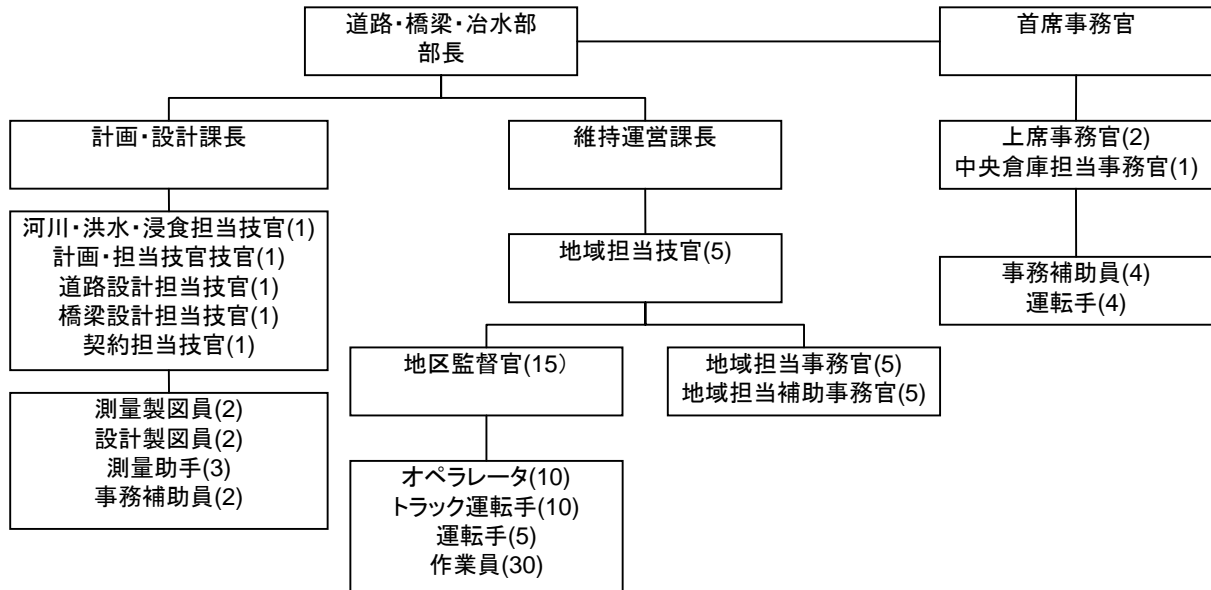 道路・橋梁・冶水部
部長
首席事務官
計画・設計課長
維持運営課長
上席事務官(2)
中央倉庫担当事務官(1)
河川・洪水・浸食担当技官(1)
計画・担当技官技官(1)
道路設計担当技官(1)
橋梁設計担当技官(1)
契約担当技官(1)
地域担当技官(5)
事務補助員(4)
運転手(4)
地区監督官(15)
地域担当事務官(5)
地域担当補助事務官(5)
測量製図員(2)
設計製図員(2)
測量助手(3)
事務補助員(2)
オペラレータ(10)
トラック運転手(10)
運転手(5)
作業員(30)